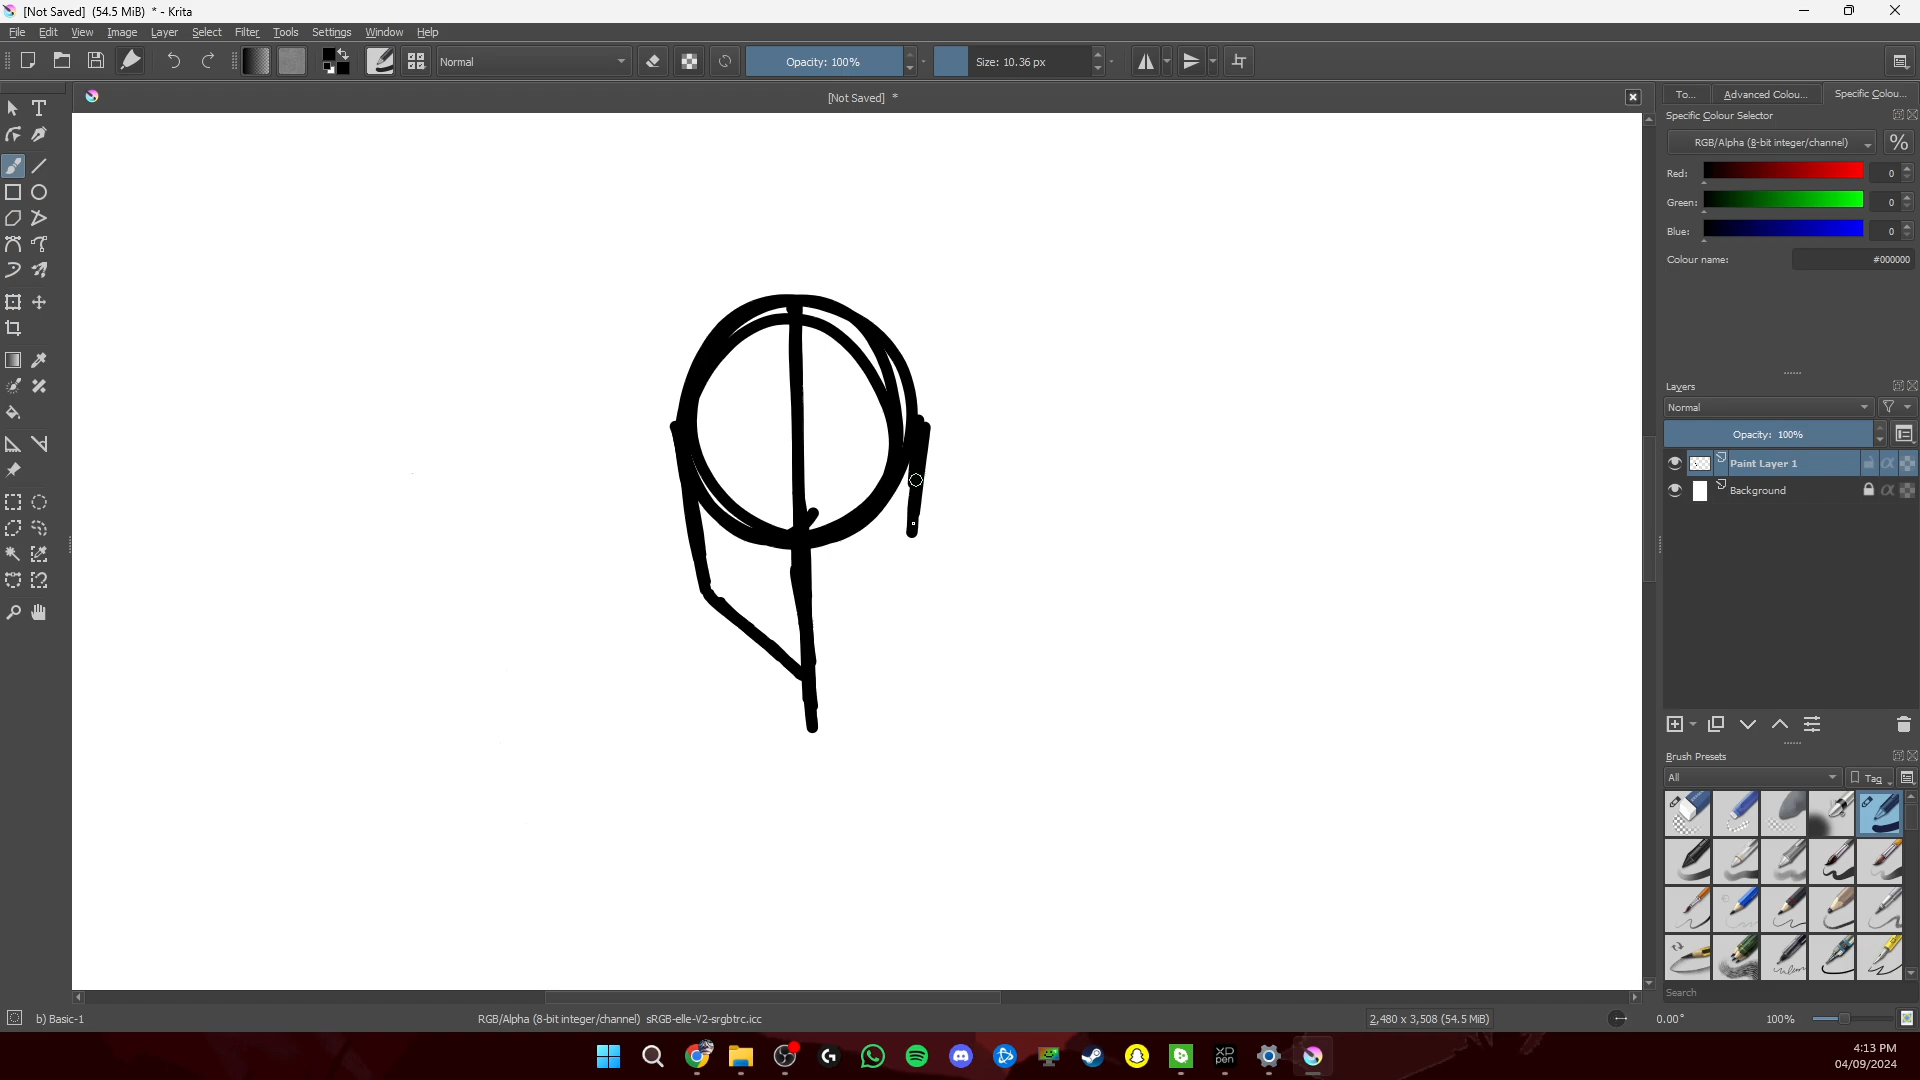 [Not Saved] (54.5 MiB) * - Krita
File Edit View Image Layer Select Filter Tools Settings Window Help
Normal Opacity: 100% Size: 10.36 px
[Not Saved] *
To... Advanced Colou... Specific Colou...
Specific Colour Selector
RGB/Alpha (8-bit integer/channel) %
Red: 0
Green: 0
Blue: 0
Colour name: #000000
Layers
Normal
Opacity: 100%
Paint Layer 1
Background
Brush Presets
All Tag
Search
b) Basic-1 RGB/Alpha (8-bit integer/channel) sRGB-elle-V2-srgbtrc.icc 2,480 x 3,508 (54.5 MiB) 0.00° 100%
XP PEN
4:13 PM
04/09/2024